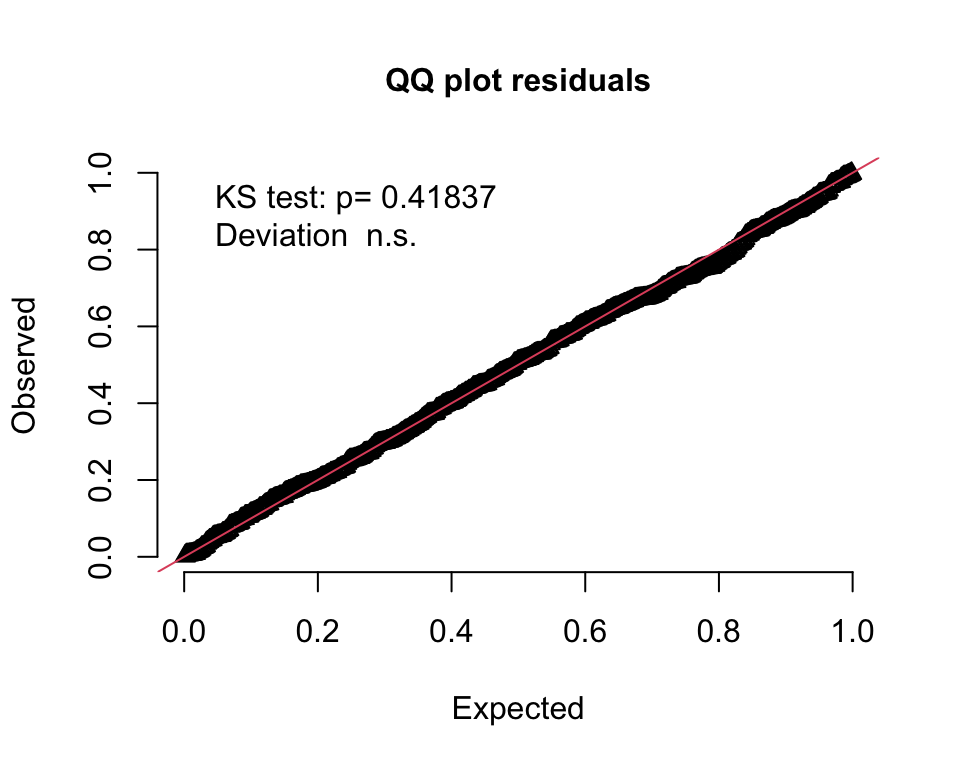 QQ plot residuals
KS test: p= 0.41837
Deviation  n.s.
Observed
1.0
0.8
0.6
0.4
0.2
0.0
0.0 0.2 0.4 0.6 0.8 1.0
Expected